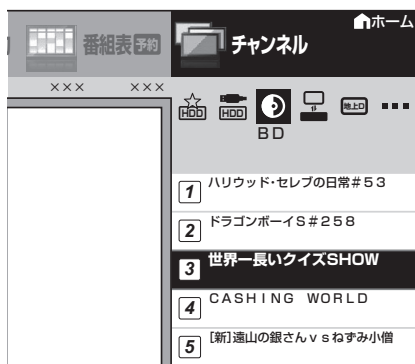 ホーム
番組表 予約
チャンネル
××× ×××
HDD HDD 地上D
BD
1 ハリウッド・セレブの日常#53
2 ドラゴンボーイS#258
3 世界一長いクイズSHOW
4 CASHING WORLD
5 [新]遠山の銀さんvsねずみ小僧